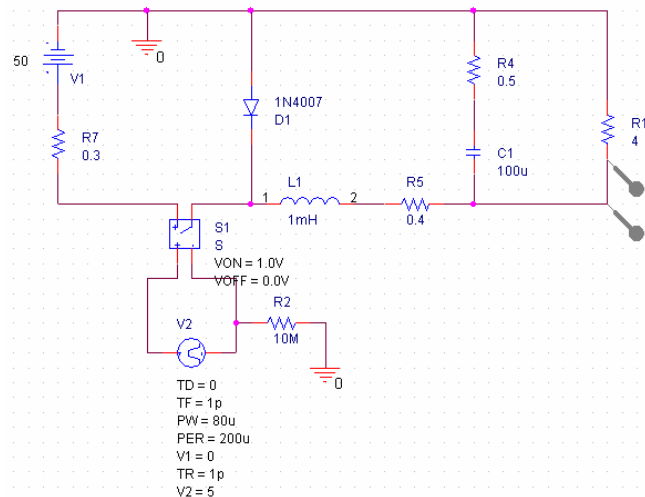 50
V1
0
R7
0.3
1N4007
D1
R4
0.5
C1
100u
R1
4
L1
1
2
1mH
R5
0.4
S1
S
VON = 1.0V
VOFF = 0.0V
R2
10M
0
V2
TD = 0
TF = 1p
PW = 80u
PER = 200u
V1 = 0
TR = 1p
V2 = 5